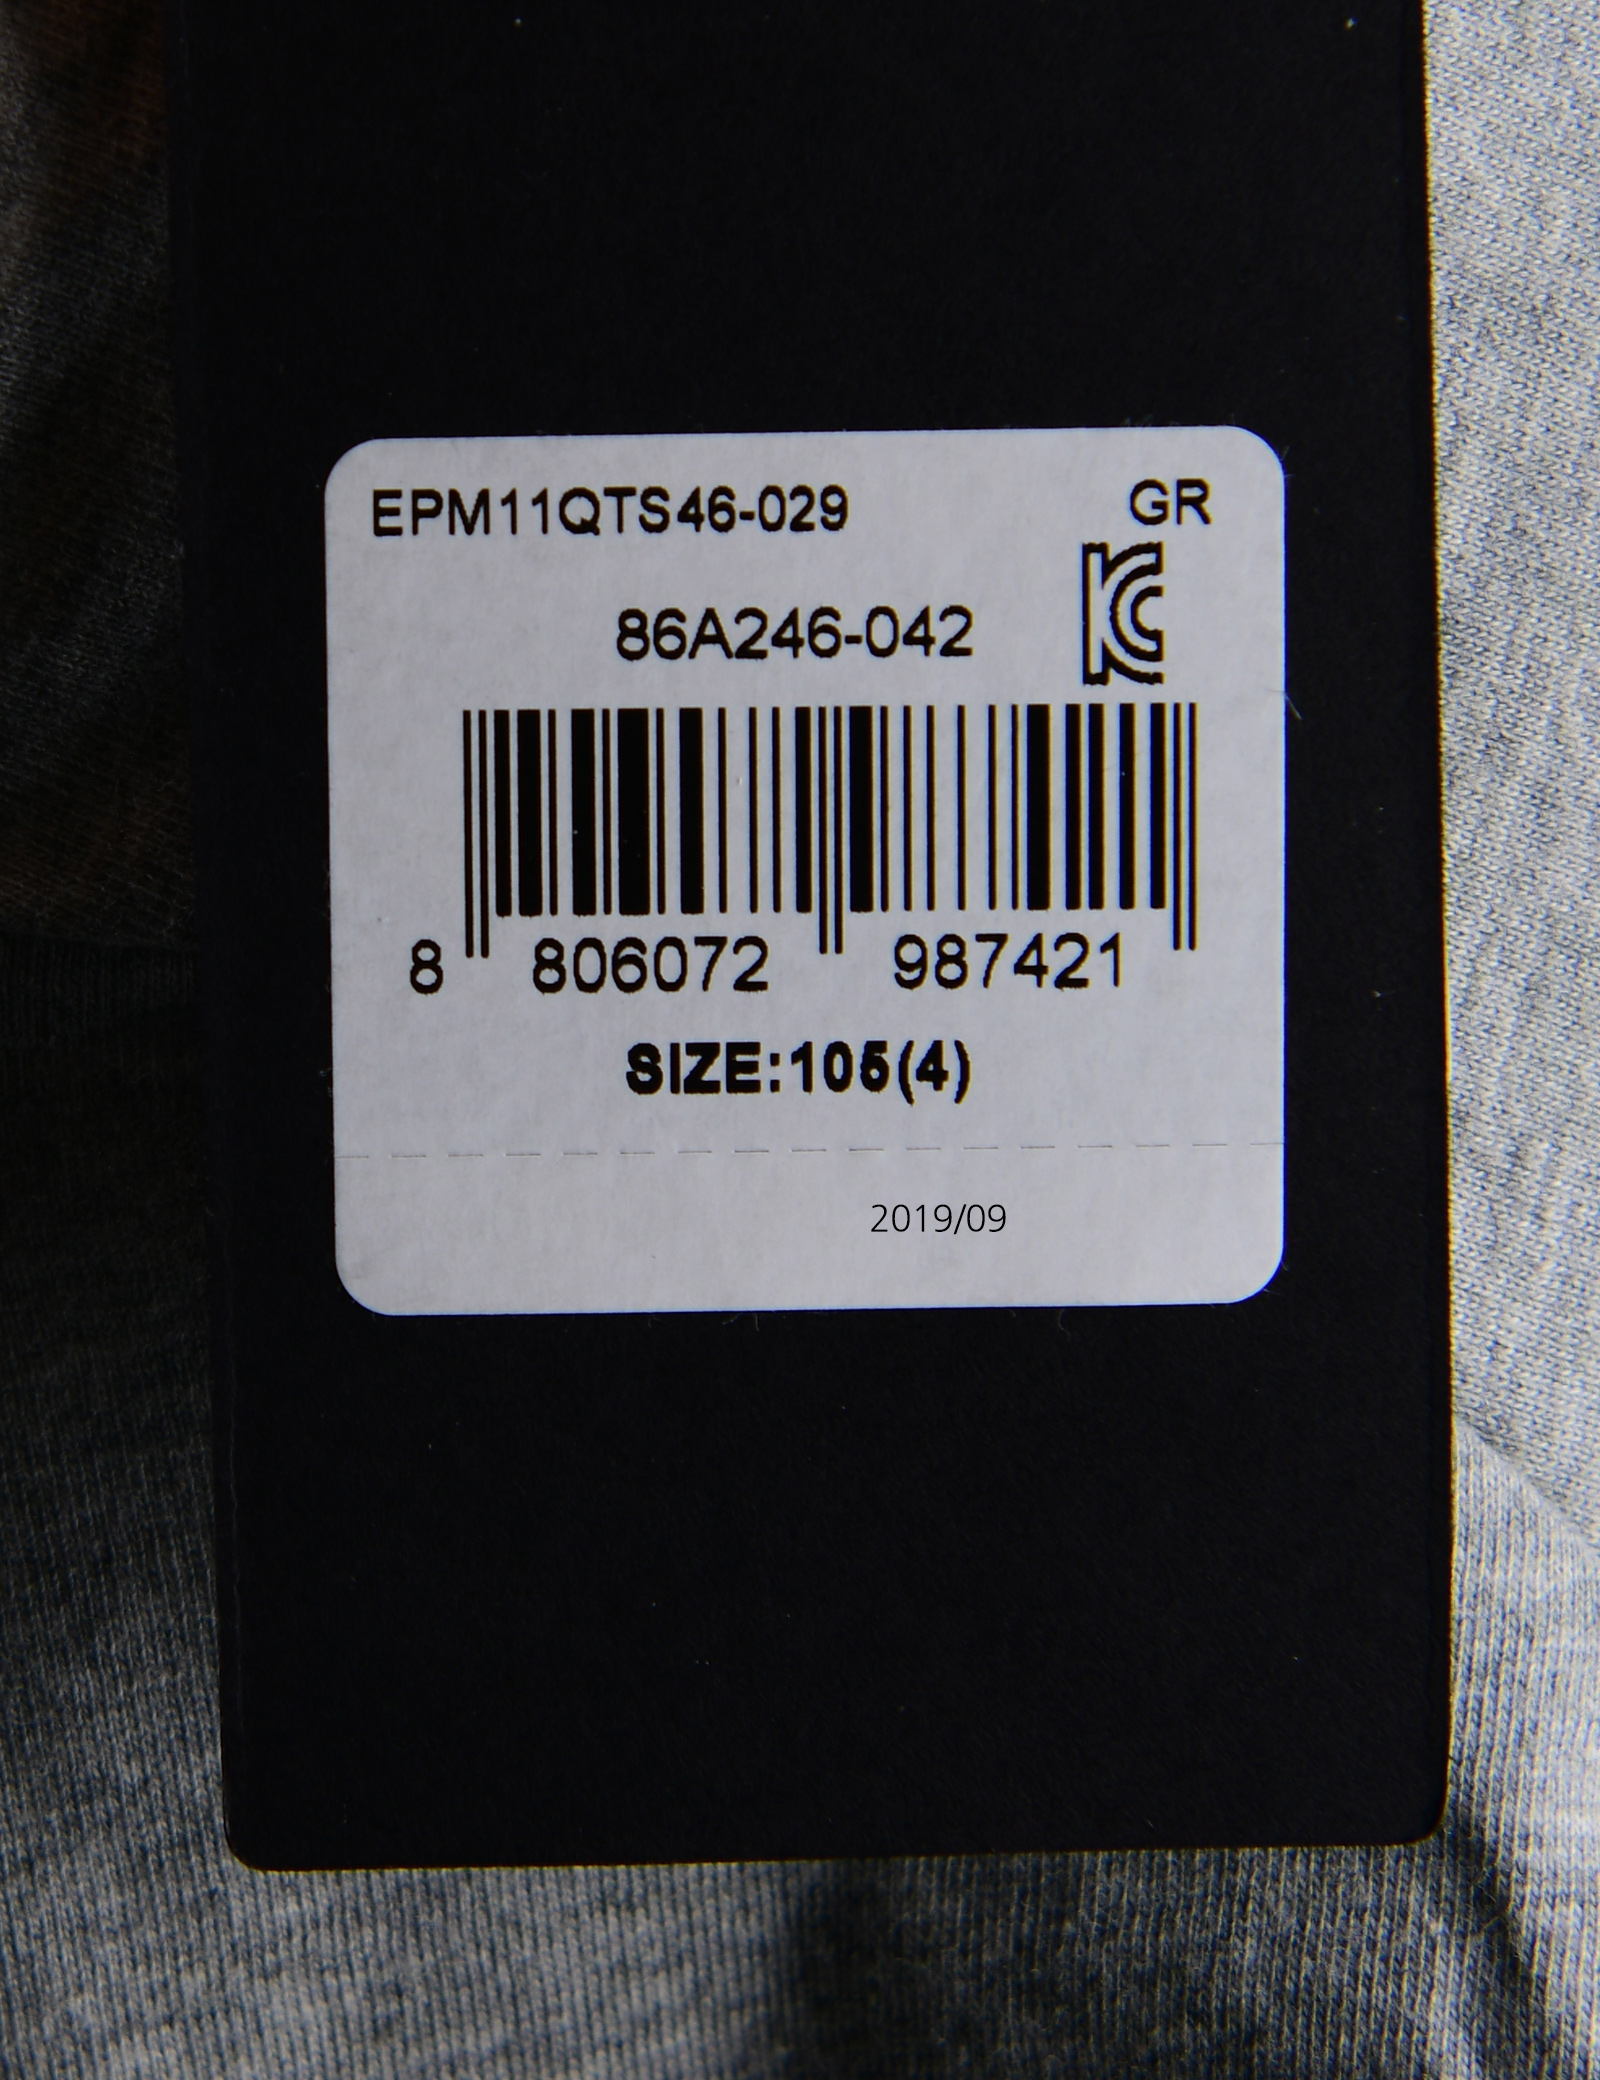 EPM11QTS46-029 GR
86A246-042
8 806072 987421
SIZE:105(4)
2019/09